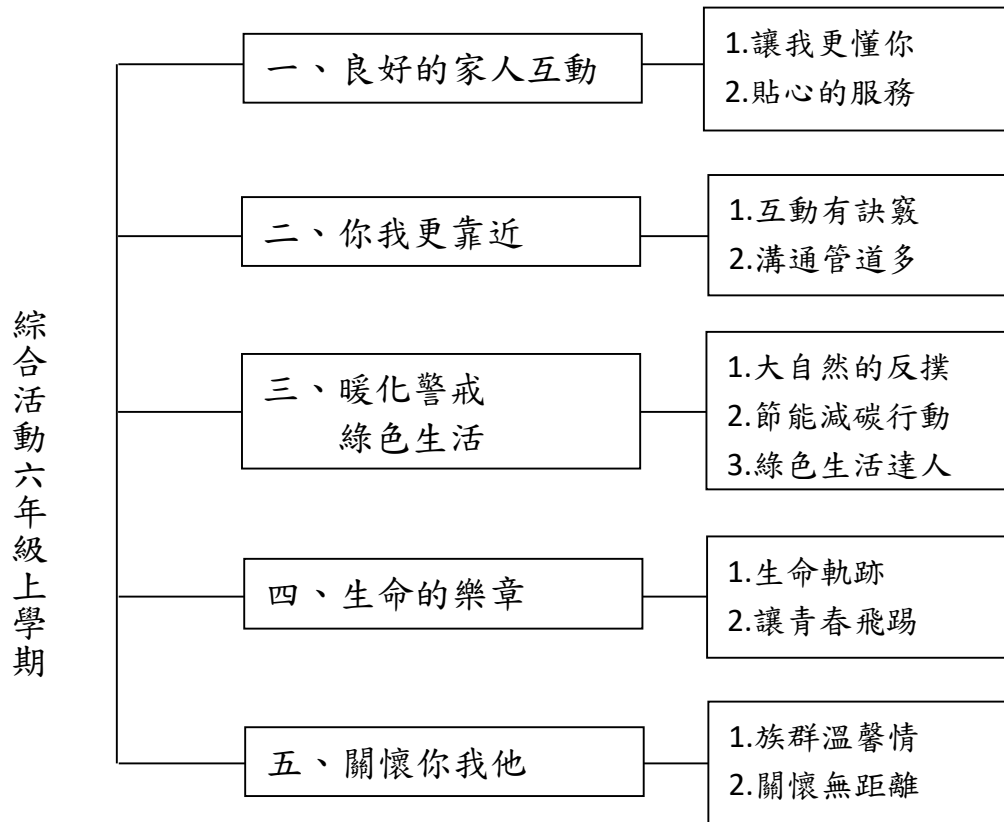 綜合活動六年級上學期
一、良好的家人互動
1.讓我更懂你
2.貼心的服務
二、你我更靠近
1.互動有訣竅
2.溝通管道多
三、暖化警戒
綠色生活
1.大自然的反撲
2.節能減碳行動
3.綠色生活達人
四、生命的樂章
1.生命軌跡
2.讓青春飛踢
五、關懷你我他
1.族群溫馨情
2.關懷無距離